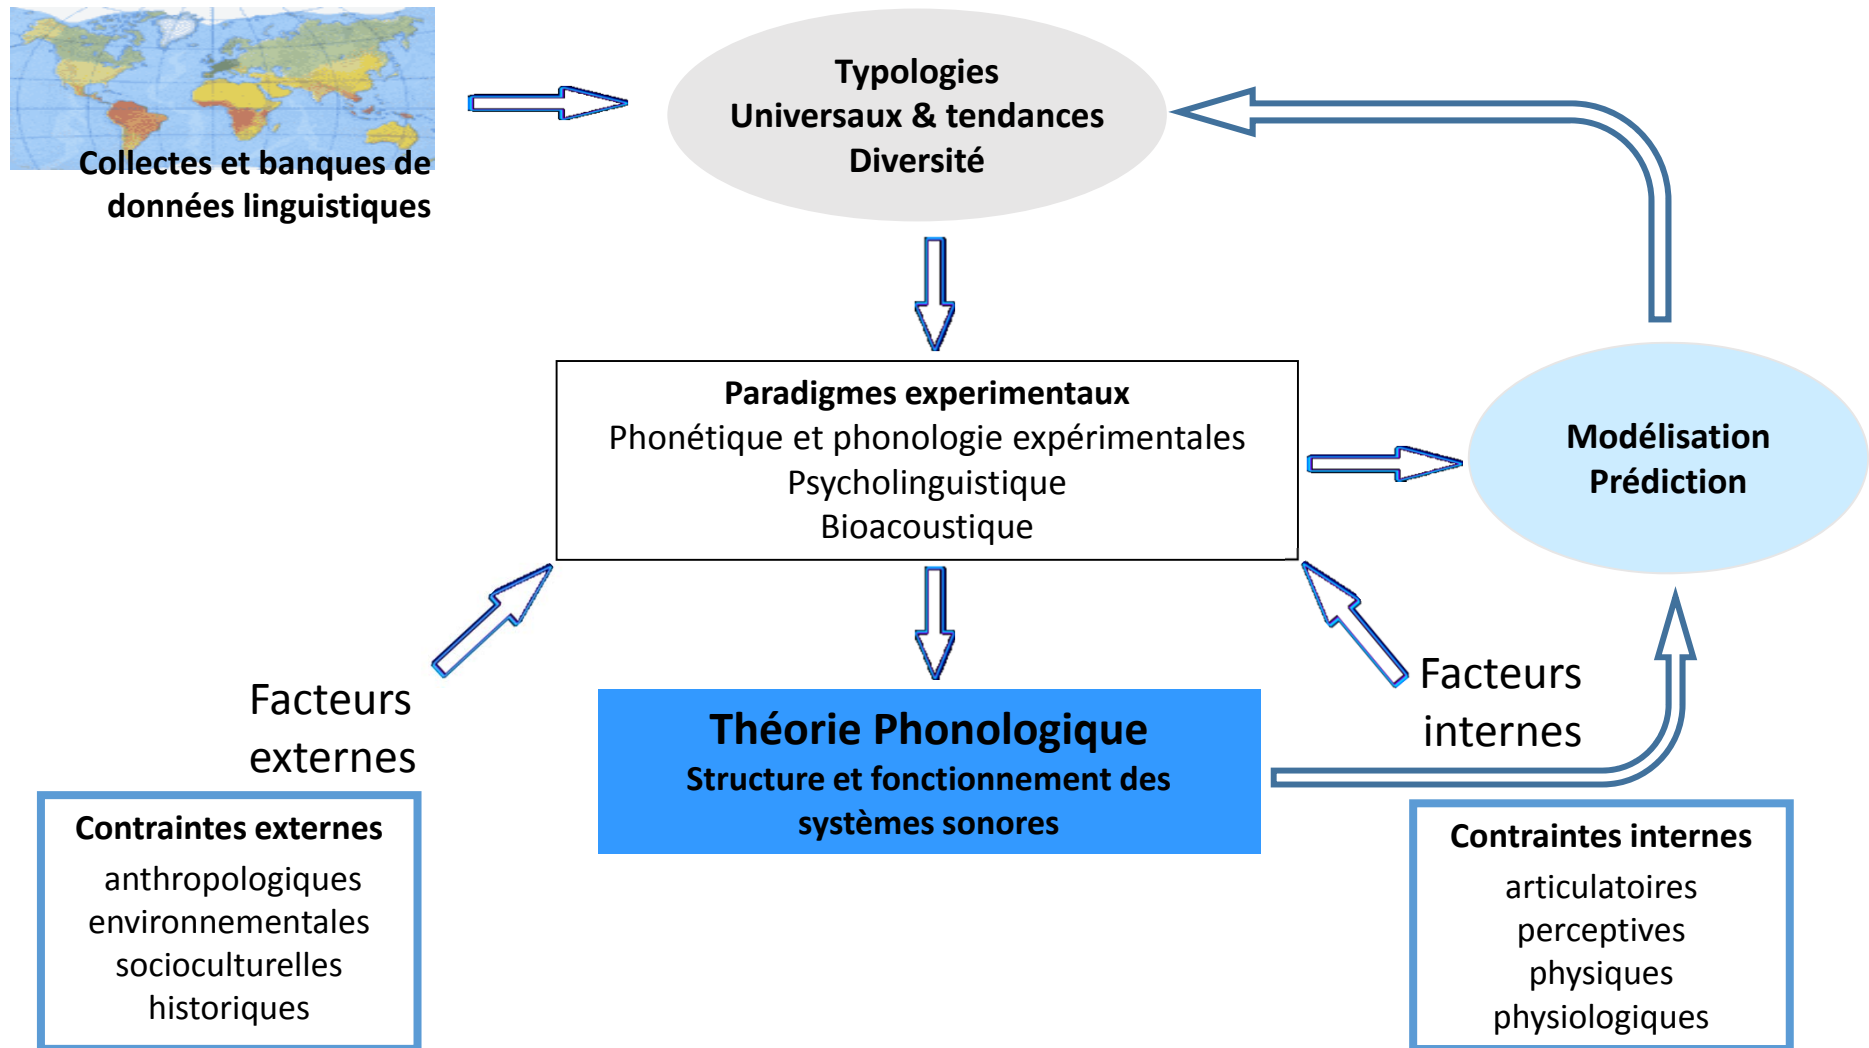 Typologies
Universaux & tendances
Diversité
Collectes et banques de
données linguistiques
Paradigmes experimentaux
Phonétique et phonologie expérimentales
Psycholinguistique
Bioacoustique
Modélisation
Prédiction
Facteurs
externes
Théorie Phonologique
Structure et fonctionnement des
systèmes sonores
Facteurs
internes
Contraintes externes
anthropologiques
environnementales
socioculturelles
historiques
Contraintes internes
articulatoires
perceptives
physiques
physiologiques